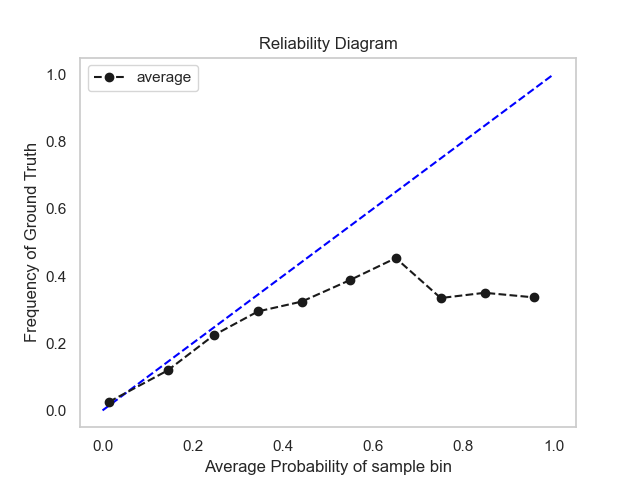 Reliability Diagram
average
1.0
0.8
0.6
0.4
0.2
0.0
Frequency of Ground Truth
0.0 0.2 0.4 0.6 0.8 1.0
Average Probability of sample bin